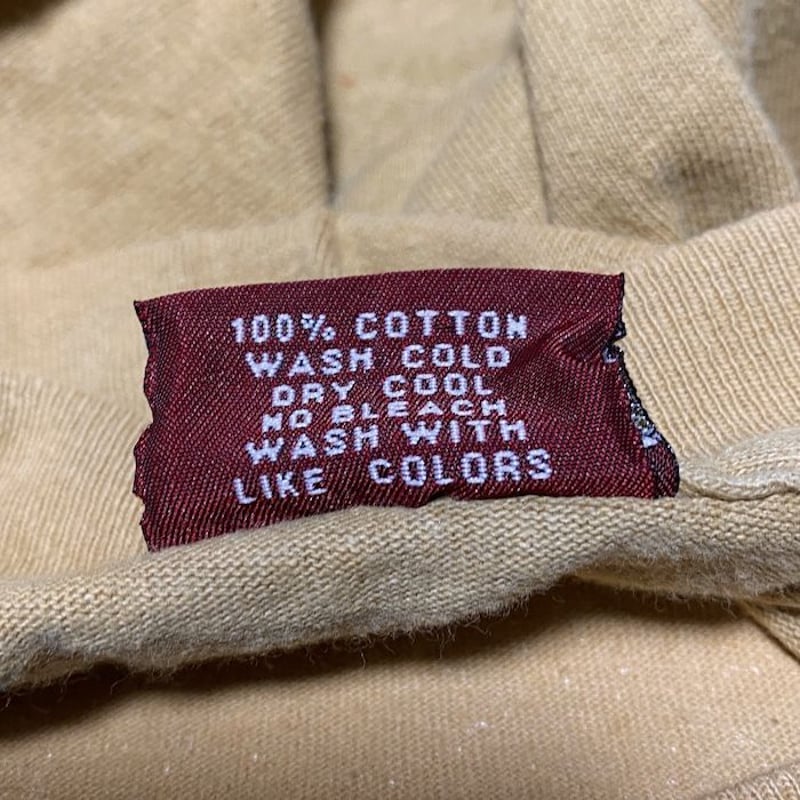 100% COTTON
WASH COLD
DRY COOL
NO BLEACH
WASH WITH
LIKE COLORS